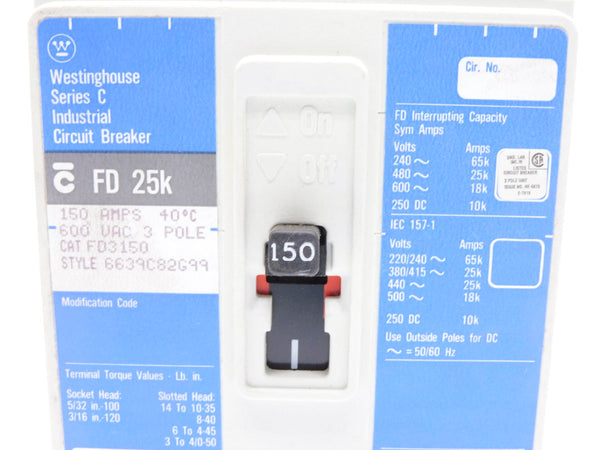 W
Westinghouse
Series C
Industrial
Circuit Breaker
C FD 25k
150 AMPS 40°C
600 VAC 3 POLE
CAT FD3150
STYLE 6639C82G99
Modification Code
Terminal Torque Values - Lb. in.
Socket Head: Slotted Head:
5/32 in.-100 14 To 10-35
3/16 in.-120 8-40
6 To 4-45
3 To 4/0-50
On
Off
150
Cir. No.
FD Interrupting Capacity
Sym Amps
Volts Amps
240 ~ 65k
480 ~ 25k
600 ~ 18k
250 DC 10k
LISTED
CIRCUIT BREAKER
IEC 157-1
Volts Amps
220/240 ~ 65k
380/415 ~ 25k
440 ~ 25k
500 ~ 18k
250 DC 10k
Use Outside Poles for DC
~ = 50/60 Hz